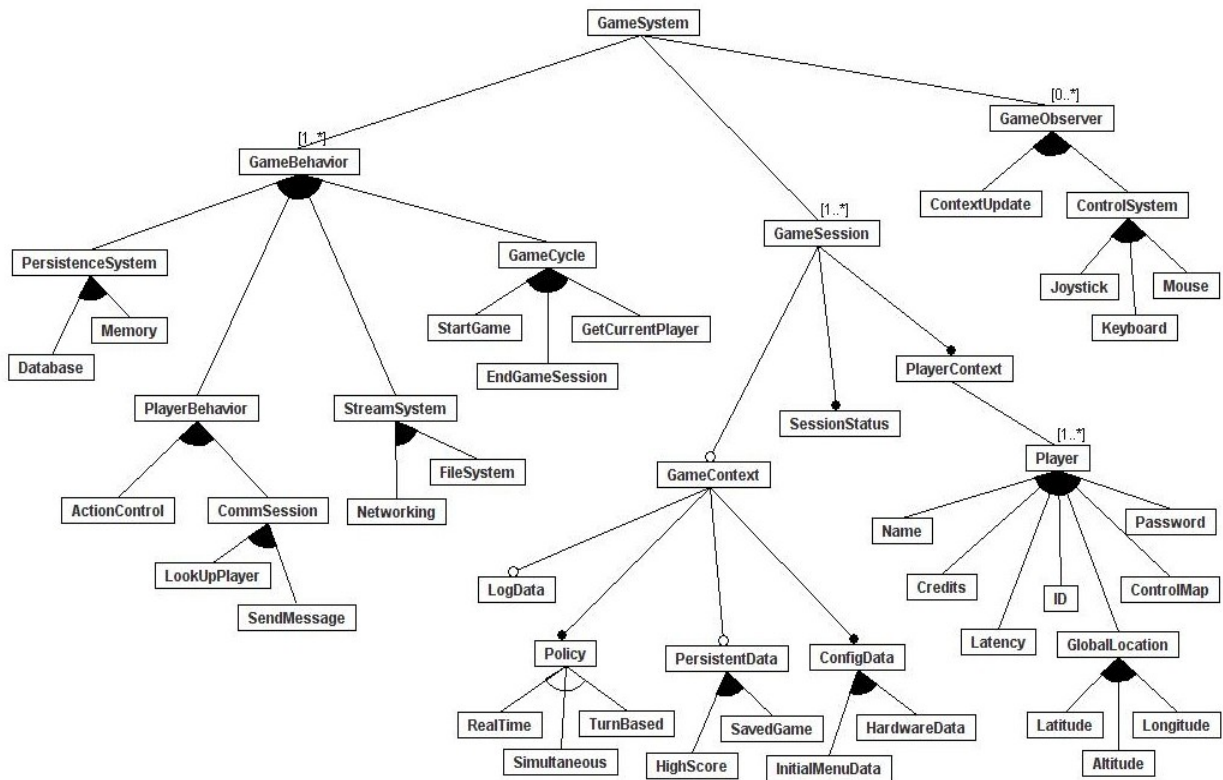 GameSystem
[0..*]
GameObserver
[1..*]
GameBehavior
ContextUpdate
ControlSystem
[1..*]
GameSession
PersistenceSystem
GameCycle
Joystick
Mouse
Keyboard
StartGame
GetCurrentPlayer
Memory
Database
EndGameSession
PlayerContext
PlayerBehavior
StreamSystem
SessionStatus
[1..*]
Player
FileSystem
GameContext
ActionControl
CommSession
Networking
Name
Password
LookUpPlayer
LogData
Credits
ControlMap
ID
SendMessage
Latency
GlobalLocation
Policy
PersistentData
ConfigData
RealTime
TurnBased
SavedGame
HardwareData
Latitude
Longitude
Simultaneous
HighScore
InitialMenuData
Altitude